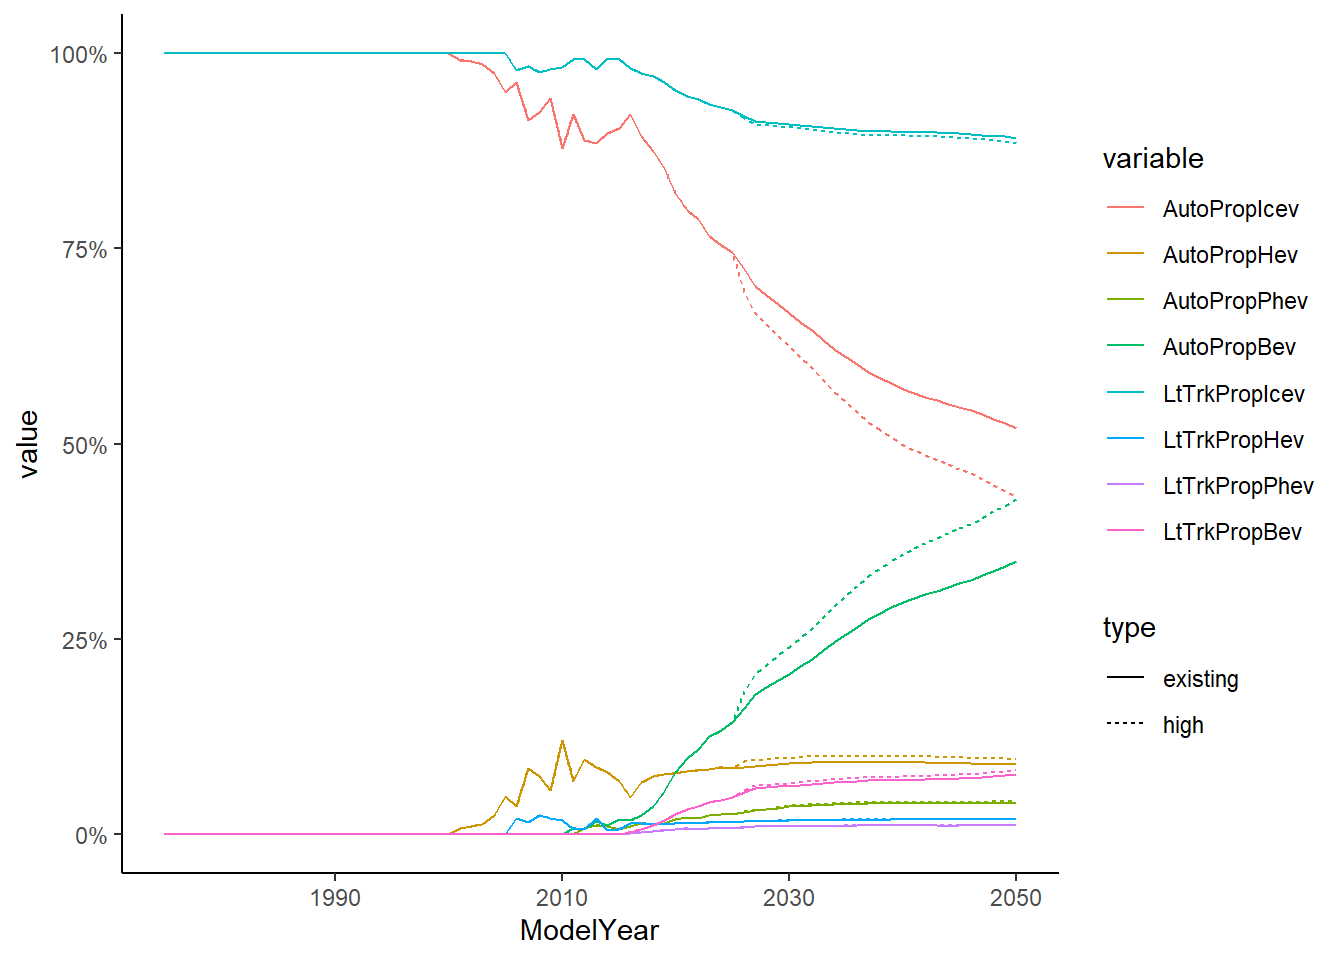 100%
75%
50%
25%
0%
value
1990
2010
2030
2050
ModelYear
variable
AutoPropIcev
AutoPropHev
AutoPropPhev
AutoPropBev
LtTrkPropIcev
LtTrkPropHev
LtTrkPropPhev
LtTrkPropBev
type
existing
high